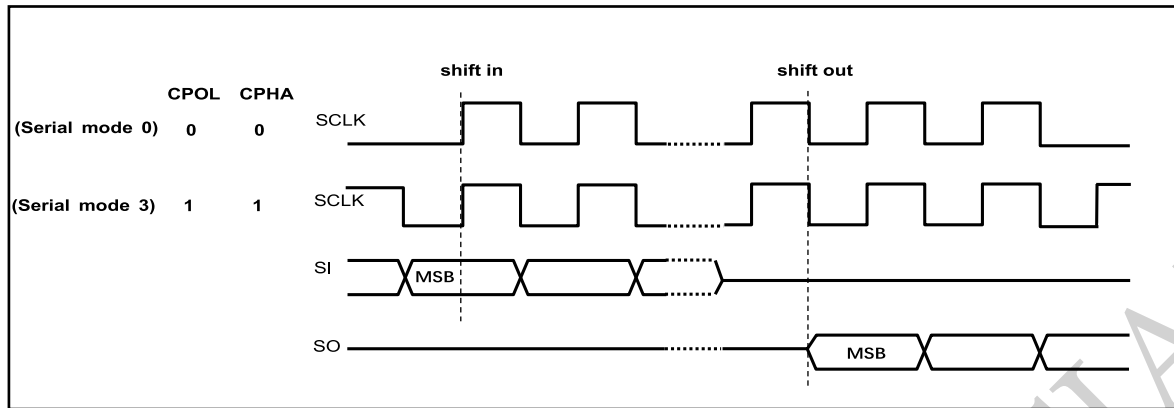 shift in shift out
CPOL CPHA
(Serial mode 0) 0 0 SCLK
(Serial mode 3) 1 1 SCLK
SI MSB
SO MSB